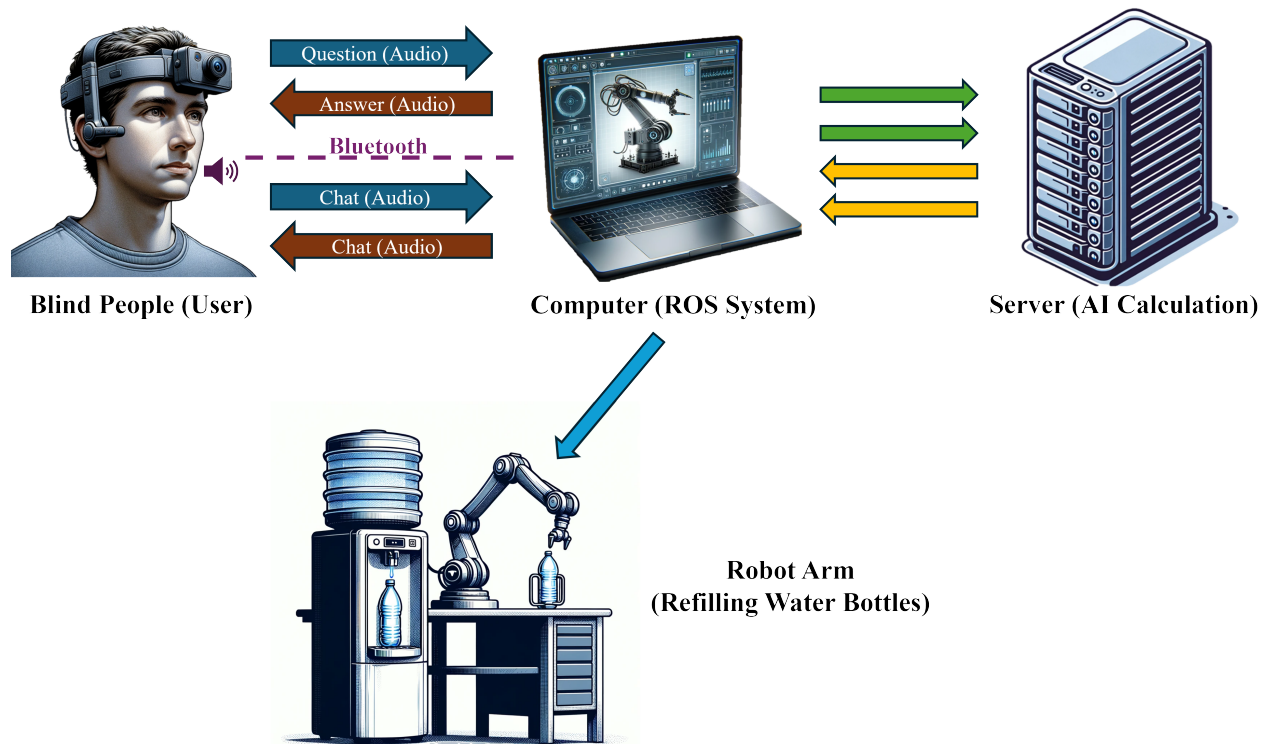 Question (Audio)
Answer (Audio)
Bluetooth
Chat (Audio)
Chat (Audio)
Blind People (User)
Computer (ROS System)
Server (AI Calculation)
Robot Arm
(Refilling Water Bottles)